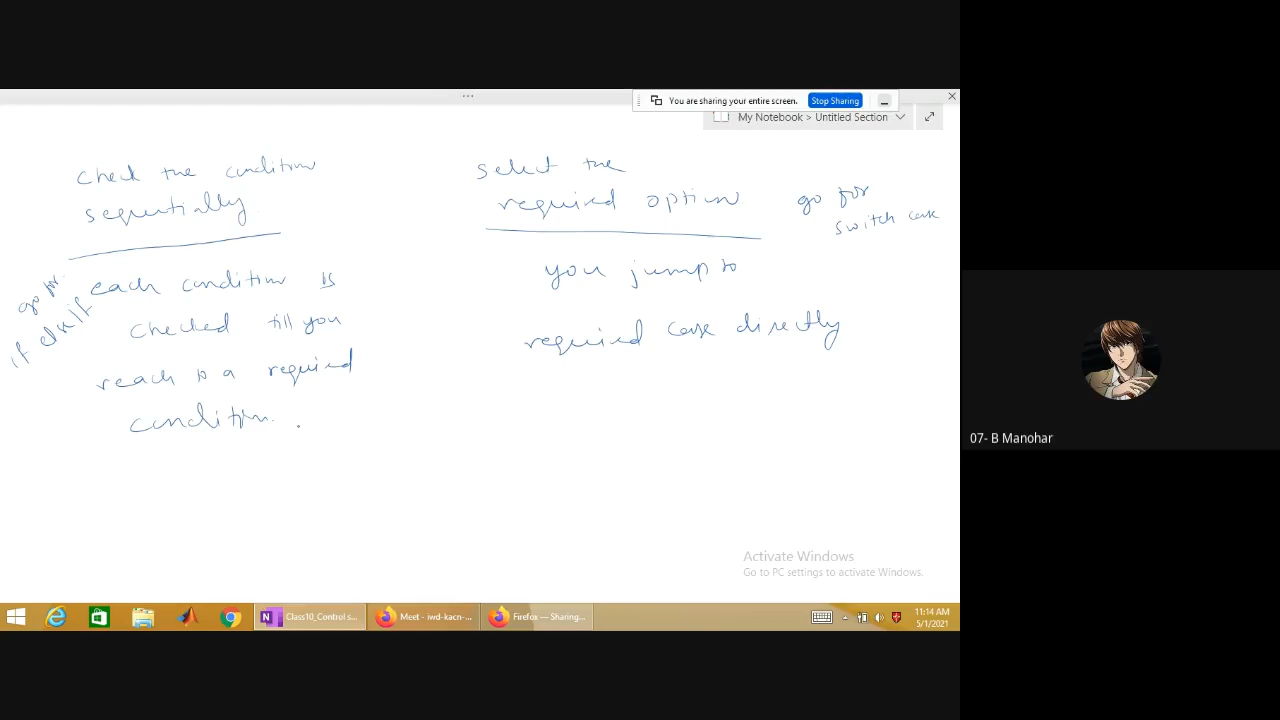 You are sharing your entire screen.
Stop Sharing
My Notebook > Untitled Section
check the condition
sequentially
go for
if elseif
each condition is
checked till you
reach to a required
condition.
select the
required option
go for
switch case
you jump to
required case directly
07- B Manohar
Activate Windows
Go to PC settings to activate Windows.
Class10_Control s...
Meet - iwd-kacn-...
Firefox — Sharing...
11:14 AM
5/1/2021